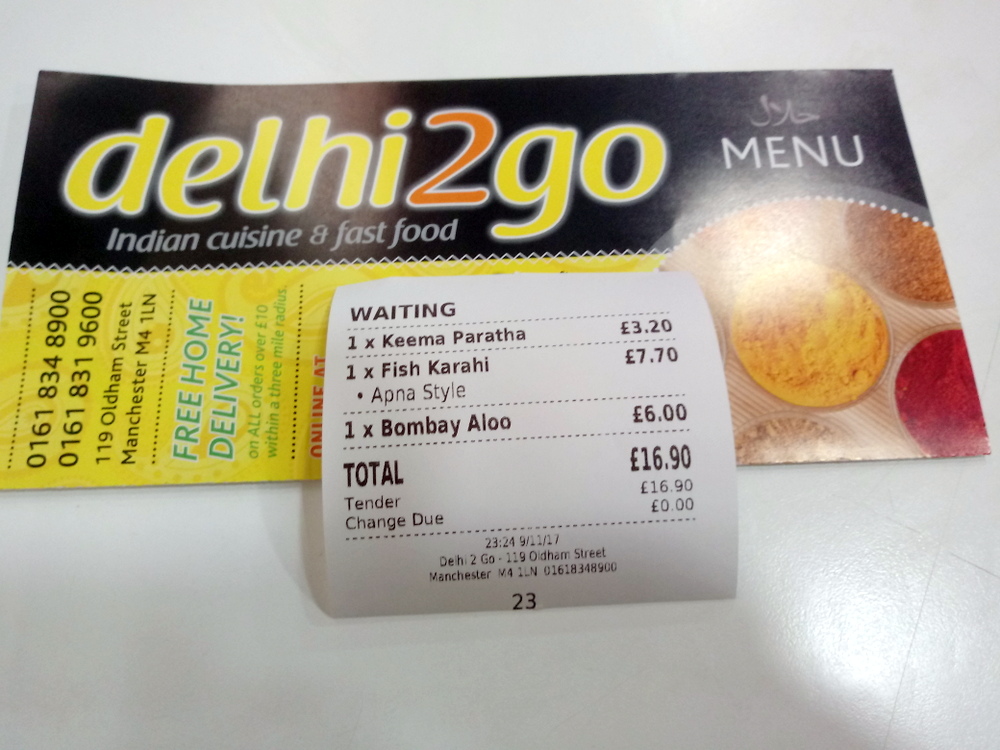 delhi2go
Indian cuisine & fast food
حلال
MENU
0161 834 8900
0161 831 9600
119 Oldham Street
Manchester M4 1LN
FREE HOME
DELIVERY!
on ALL orders over £10
within a three mile radius.
ONLINE AT
WAITING
1 x Keema Paratha £3.20
1 x Fish Karahi £7.70
• Apna Style
1 x Bombay Aloo £6.00
TOTAL £16.90
Tender £16.90
Change Due £0.00
23:24 9/11/17
Delhi 2 Go - 119 Oldham Street
Manchester M4 1LN 01618348900
23